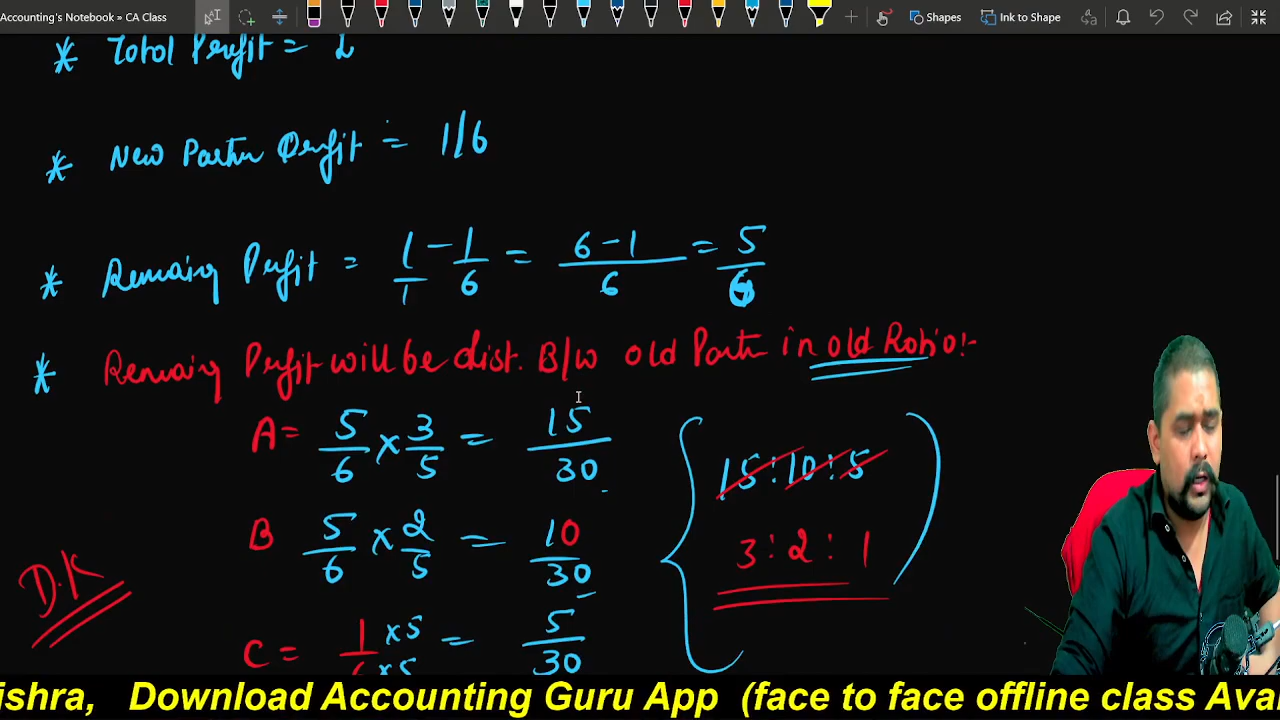 Accounting's Notebook » CA Class
Shapes
Ink to Shape
* Total Profit = 1
* New Partner Profit = 1/6
* Remaing Profit = 1/1 - 1/6 = 6-1/6 = 5/6
* Remaing Profit will be dist. B/w old Partn in old Ratio:-
A = 5/6 × 3/5 = 15/30
B 5/6 × 2/5 = 10/30
C = 1/6 ×5/×5 = 5/30
15:10:5
3:2:1
D.K
ishra, Download Accounting Guru App (face to face offline class Ava